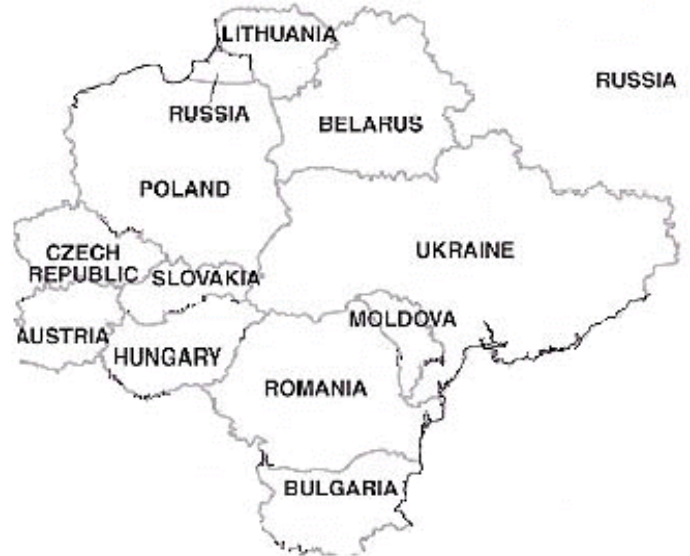 LITHUANIA
RUSSIA
RUSSIA
BELARUS
POLAND
CZECH
REPUBLIC
SLOVAKIA
UKRAINE
AUSTRIA
MOLDOVA
HUNGARY
ROMANIA
BULGARIA